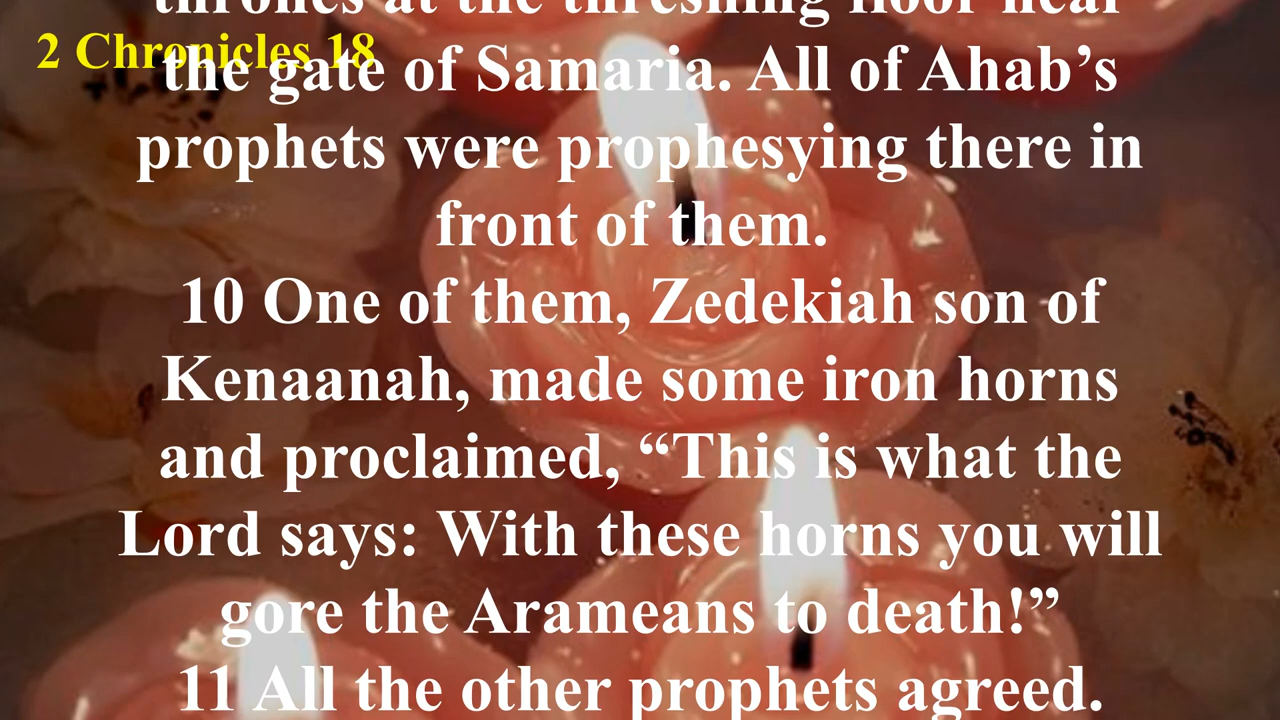 thrones at the threshing floor near
2 Chronicles 18
the gate of Samaria. All of Ahab’s
prophets were prophesying there in
front of them.
10 One of them, Zedekiah son of
Kenaanah, made some iron horns
and proclaimed, “This is what the
Lord says: With these horns you will
gore the Arameans to death!”
11 All the other prophets agreed.